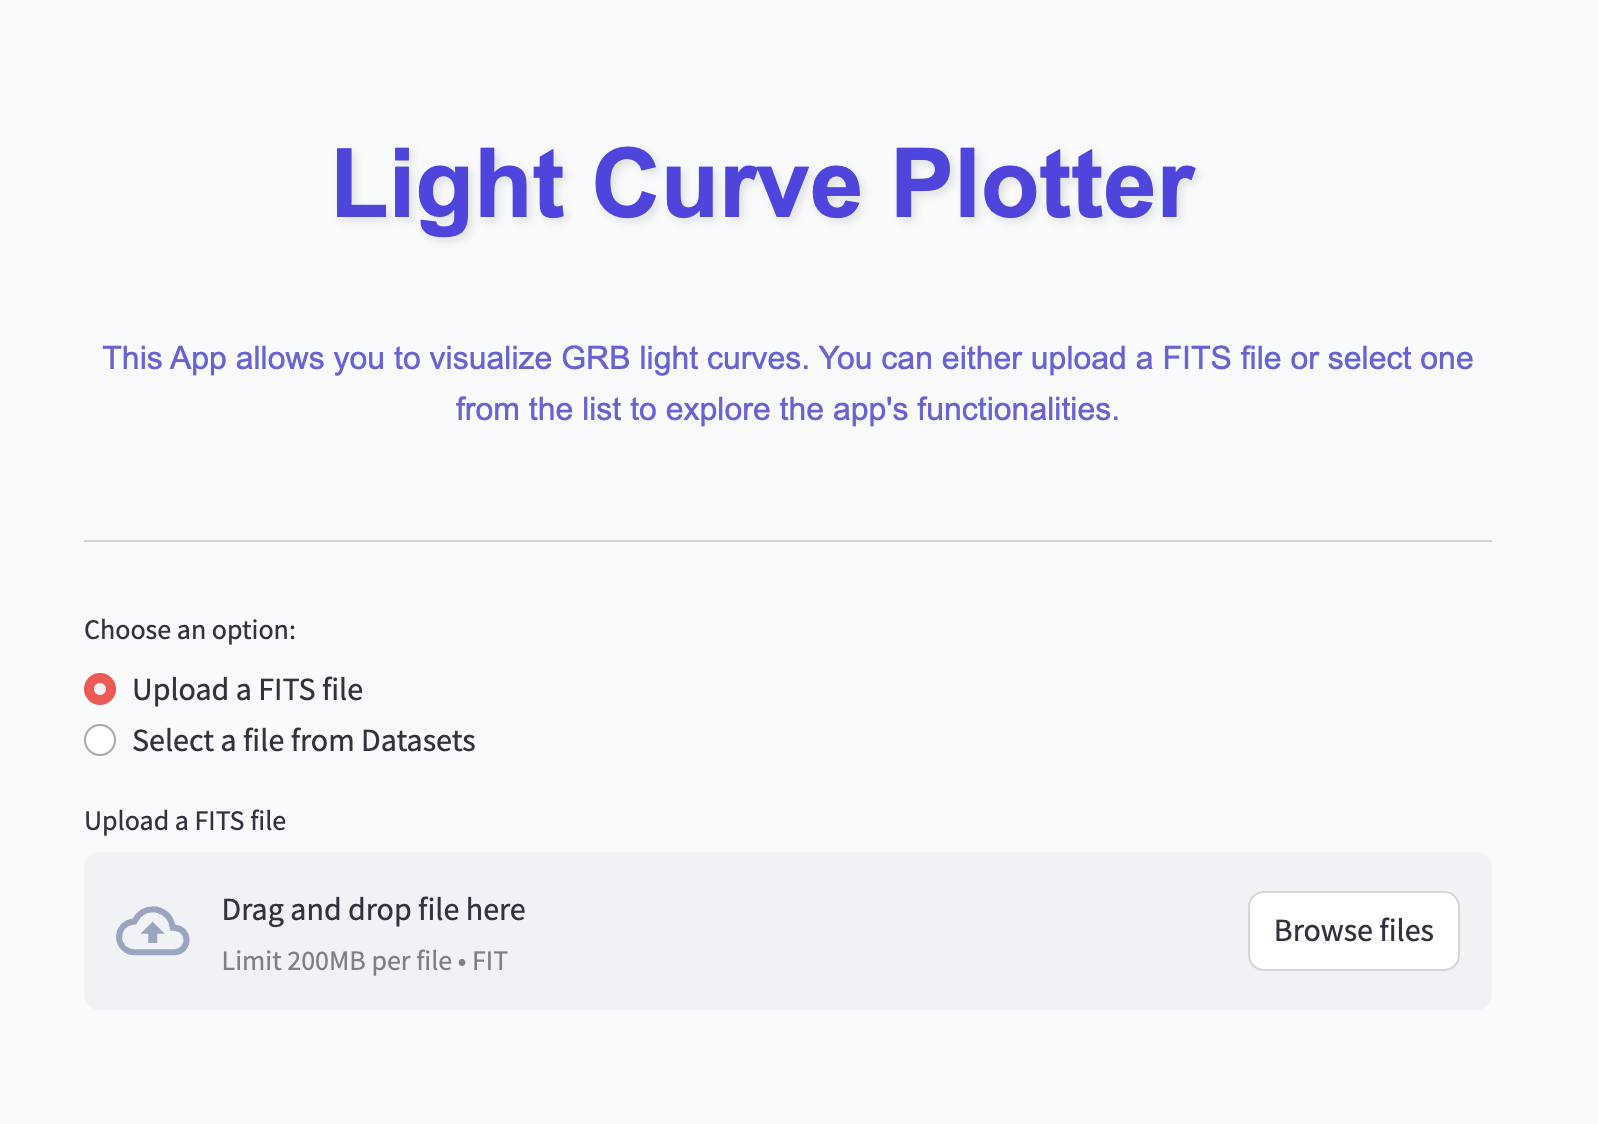 Light Curve Plotter
This App allows you to visualize GRB light curves. You can either upload a FITS file or select one
from the list to explore the app's functionalities.
Choose an option:
Upload a FITS file
Select a file from Datasets
Upload a FITS file
Drag and drop file here
Limit 200MB per file • FIT
Browse files